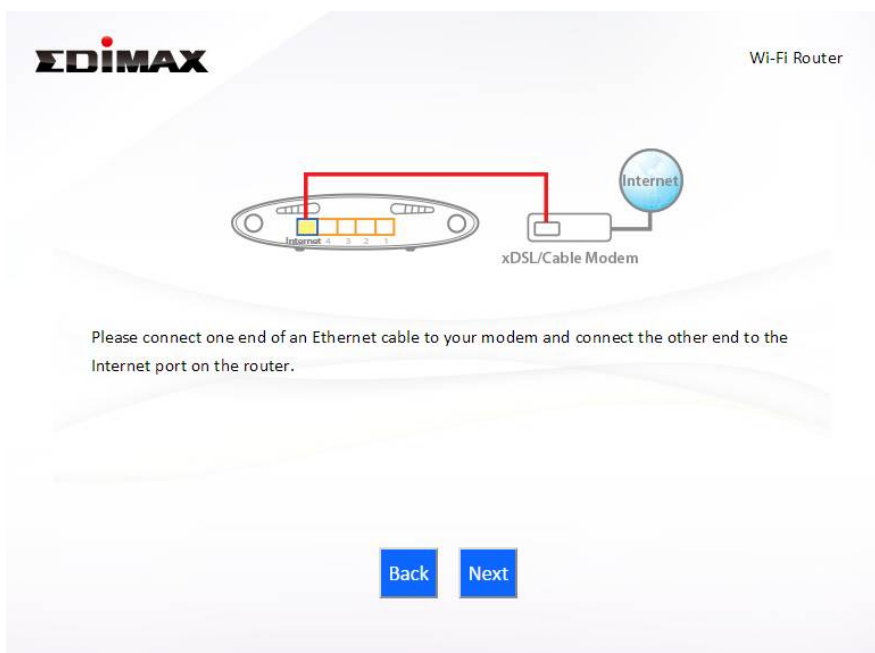 EDIMAX
Wi-Fi Router
Internet
Internet 4 3 2 1
xDSL/Cable Modem
Please connect one end of an Ethernet cable to your modem and connect the other end to the
Internet port on the router.
Back Next